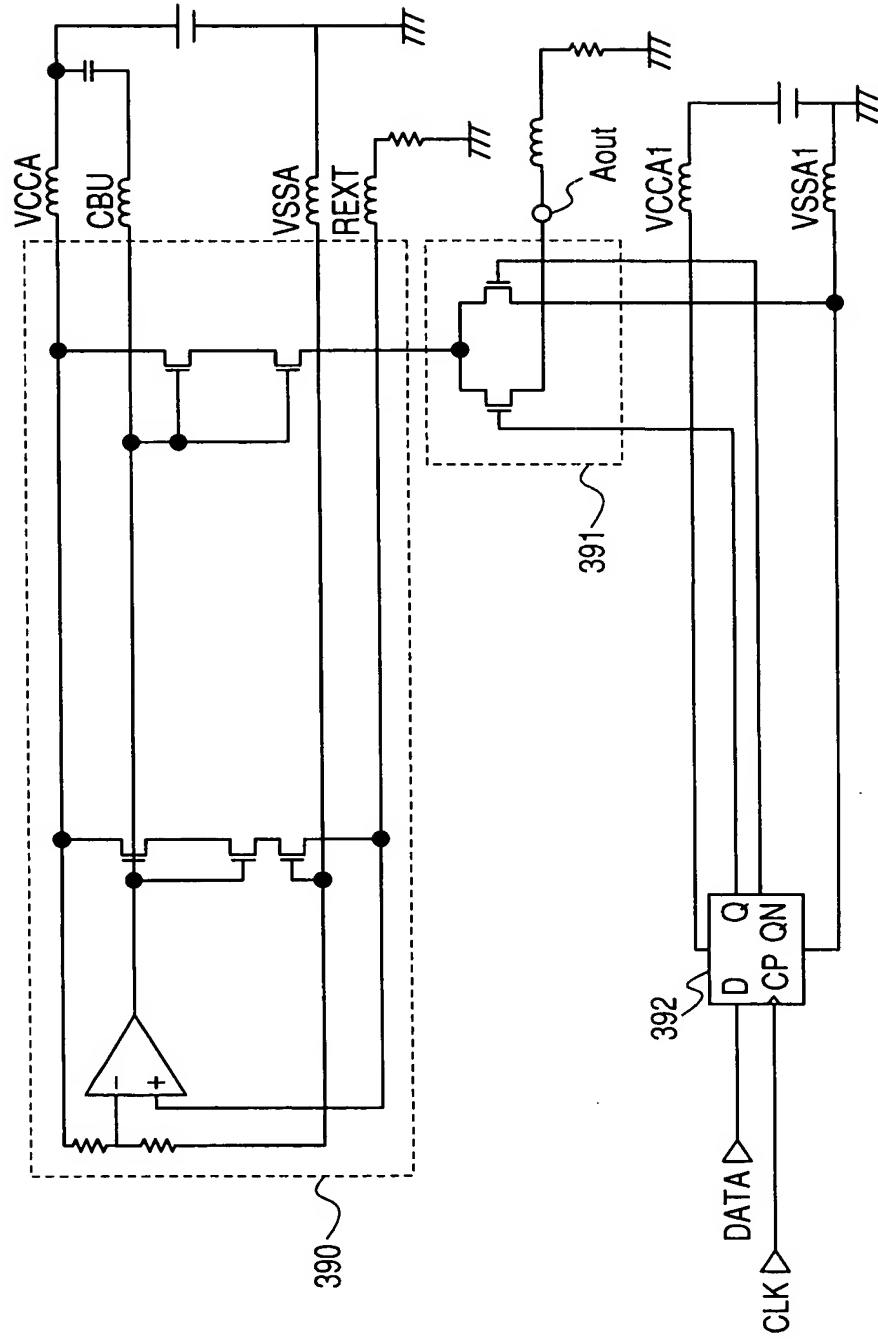 VCCA
CBU
VSSA
REXT
Aout
VCCA1
VSSA1
391
390
392
D Q
CP QN
DATA
CLK
−
+